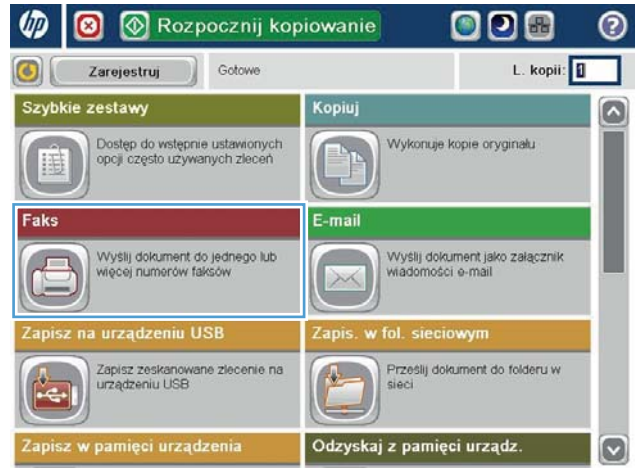 hp
Rozpocznij kopiowanie
?
Zarejestruj
Gotowe
L. kopii: 1
Szybkie zestawy
Kopiuj
Dostęp do wstępnie ustawionych
opcji często używanych zleceń
Wykonuje kopie oryginału
Faks
E-mail
Wyślij dokument do jednego lub
więcej numerów faksów
Wyślij dokument jako załącznik
wiadomości e-mail
Zapisz na urządzeniu USB
Zapis. w fol. sieciowym
Zapisz zeskanowane zlecenie na
urządzeniu USB
Prześlij dokument do folderu w
sieci
Zapisz w pamięci urządzenia
Odzyskaj z pamięci urządz.